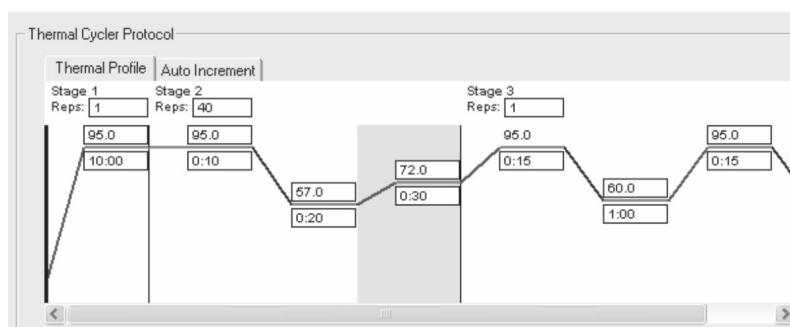 Thermal Cycler Protocol
Thermal Profile Auto Increment
Stage 1 Stage 2 Stage 3
Reps: 1 Reps: 40 Reps: 1
95.0 95.0 95.0 95.0
10:00 0:10 0:15 0:15
72.0
0:30
57.0 60.0
0:20 1:00